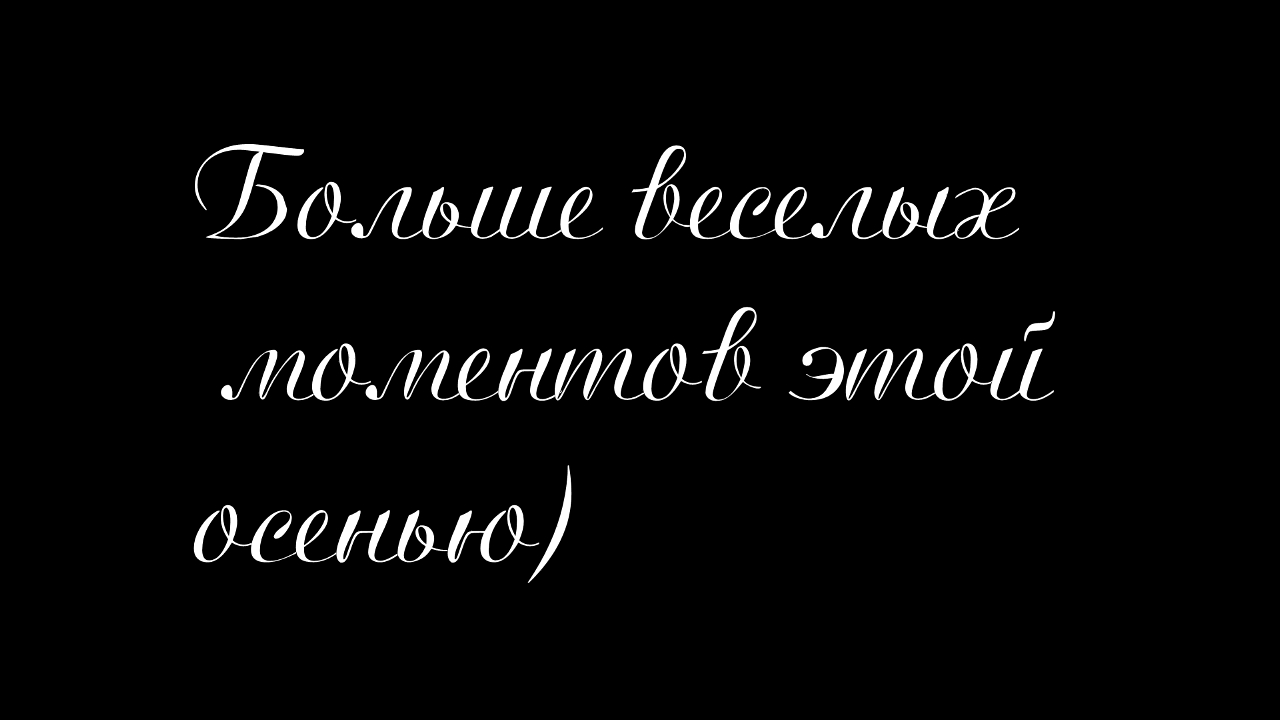 Больше веселых
моментов этой
осенью)